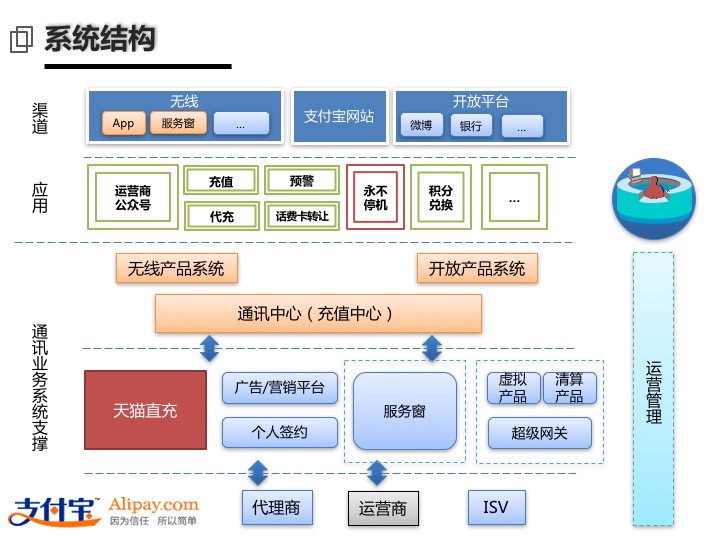 系统结构
渠道
无线
App
服务窗
...
支付宝网站
开放平台
微博
银行
...
应用
运营商
公众号
充值
预警
代充
话费卡转让
永不
停机
积分
兑换
...
无线产品系统
开放产品系统
通讯中心（充值中心）
通讯业务系统支撑
天猫直充
广告/营销平台
个人签约
服务窗
虚拟
产品
清算
产品
超级网关
运营管理
代理商
运营商
ISV
支付宝™
Alipay.com
因为信任 所以简单